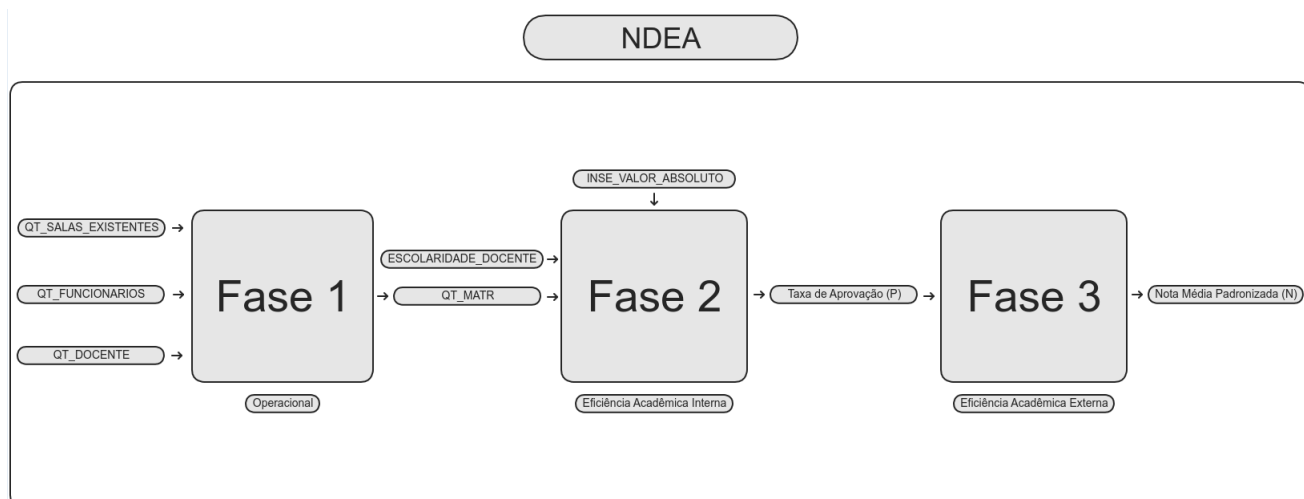 NDEA
INSE_VALOR_ABSOLUTO
QT_SALAS_EXISTENTES
QT_FUNCIONARIOS
QT_DOCENTE
Fase 1
Operacional
ESCOLARIDADE_DOCENTE
QT_MATR
Fase 2
Eficiência Acadêmica Interna
Taxa de Aprovação (P)
Fase 3
Eficiência Acadêmica Externa
Nota Média Padronizada (N)